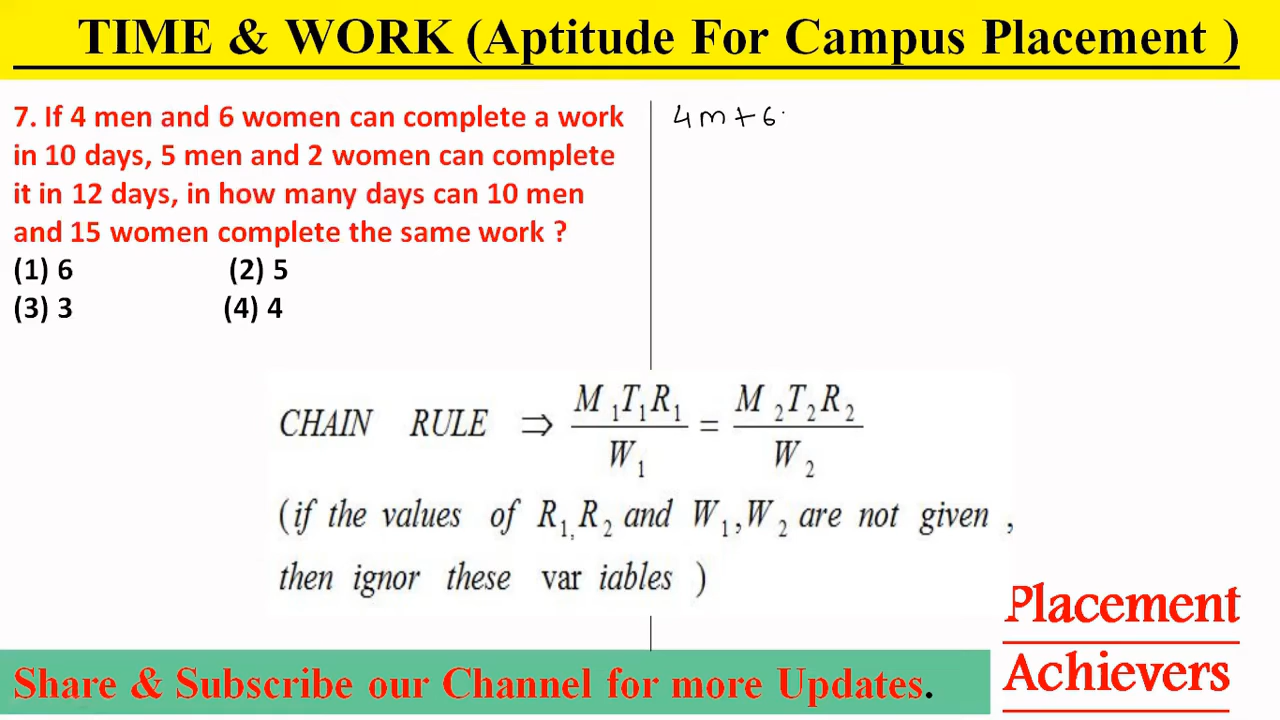 TIME & WORK (Aptitude For Campus Placement )
7. If 4 men and 6 women can complete a work
in 10 days, 5 men and 2 women can complete
it in 12 days, in how many days can 10 men
and 15 women complete the same work ?
(1) 6 (2) 5
(3) 3 (4) 4
4m + 6
CHAIN RULE ⇒ M₁T₁R₁ / W₁ = M₂T₂R₂ / W₂
(if the values of R₁, R₂ and W₁, W₂ are not given ,
then ignor these var iables )
Placement
Achievers
Share & Subscribe our Channel for more Updates.